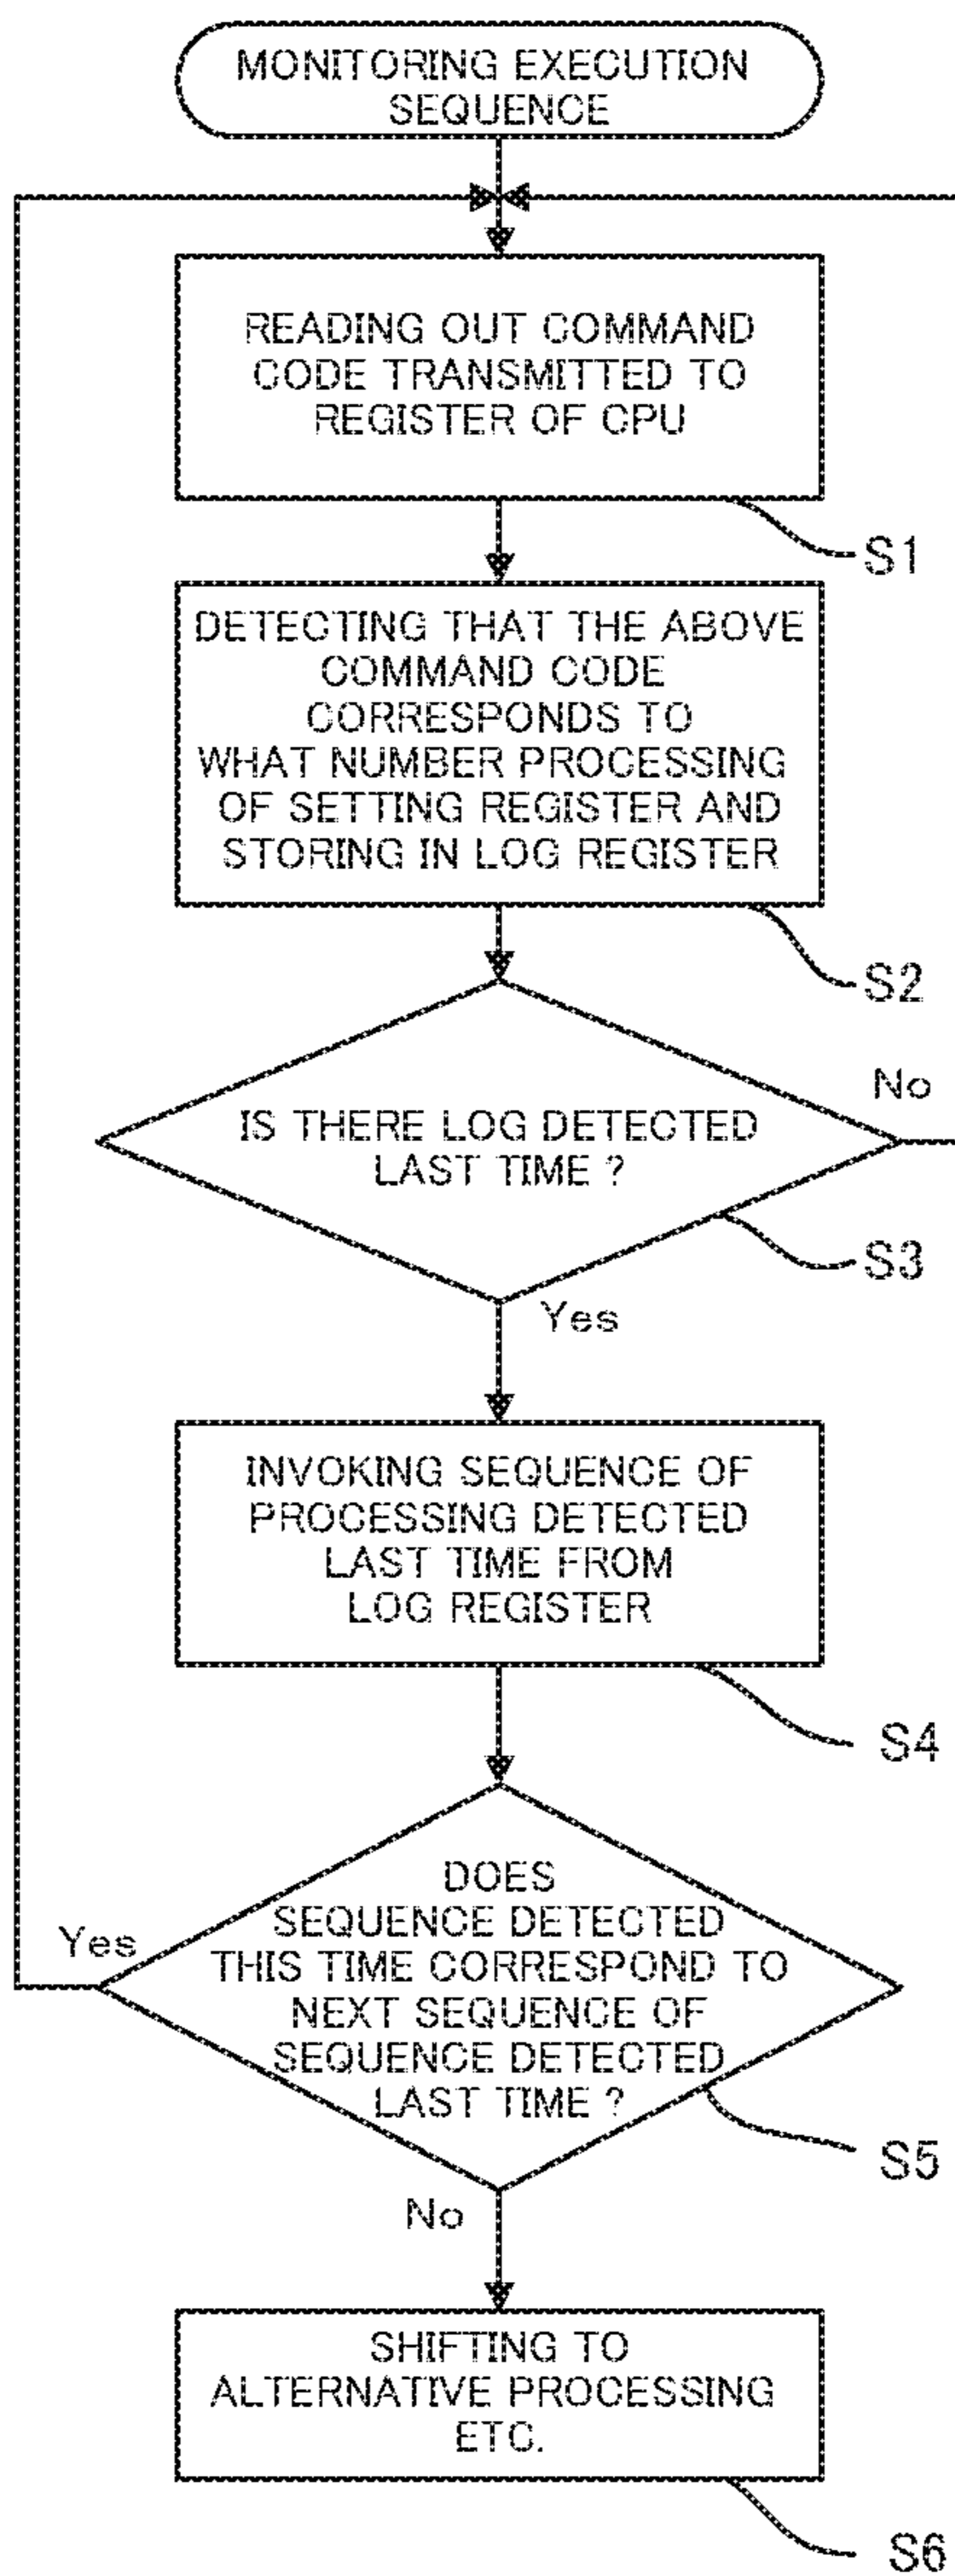 MONITORING EXECUTION
SEQUENCE
READING OUT COMMAND
CODE TRANSMITTED TO
REGISTER OF CPU
S1
DETECTING THAT THE ABOVE
COMMAND CODE
CORRESPONDS TO
WHAT NUMBER PROCESSING
OF SETTING REGISTER AND
STORING IN LOG REGISTER
S2
No
IS THERE LOG DETECTED
LAST TIME ?
S3
Yes
INVOKING SEQUENCE OF
PROCESSING DETECTED
LAST TIME FROM
LOG REGISTER
S4
DOES
SEQUENCE DETECTED
Yes
THIS TIME CORRESPOND TO
NEXT SEQUENCE OF
SEQUENCE DETECTED
LAST TIME ?
S5
No
SHIFTING TO
ALTERNATIVE PROCESSING
ETC.
S6